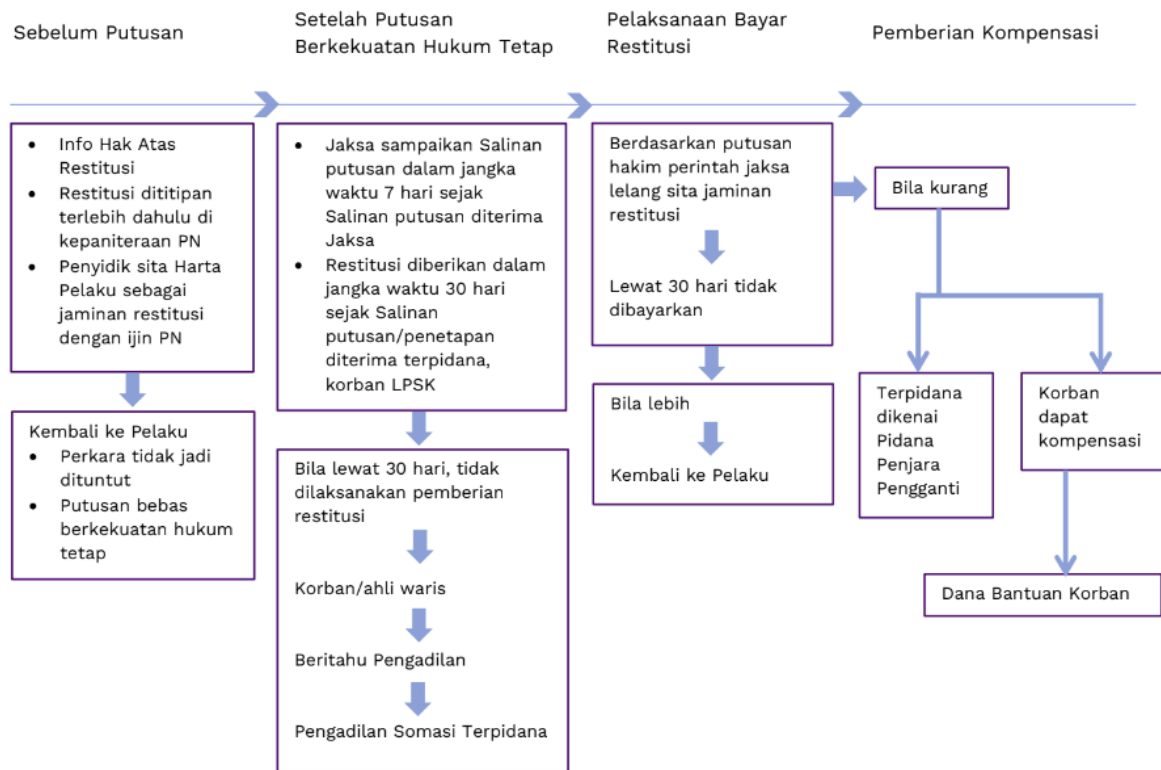 Sebelum Putusan
Setelah Putusan
Berkekuatan Hukum Tetap
Pelaksanaan Bayar
Restitusi
Pemberian Kompensasi
• Info Hak Atas
Restitusi
• Restitusi dititipan
terlebih dahulu di
kepaniteraan PN
• Penyidik sita Harta
Pelaku sebagai
jaminan restitusi
dengan ijin PN
Kembali ke Pelaku
• Perkara tidak jadi
dituntut
• Putusan bebas
berkekuatan hukum
tetap
• Jaksa sampaikan Salinan
putusan dalam jangka
waktu 7 hari sejak
Salinan putusan diterima
Jaksa
• Restitusi diberikan dalam
jangka waktu 30 hari
sejak Salinan
putusan/penetapan
diterima terpidana,
korban LPSK
Bila lewat 30 hari, tidak
dilaksanakan pemberian
restitusi
Korban/ahli waris
Beritahu Pengadilan
Pengadilan Somasi Terpidana
Berdasarkan putusan
hakim perintah jaksa
lelang sita jaminan
restitusi
Lewat 30 hari tidak
dibayarkan
Bila lebih
Kembali ke Pelaku
Bila kurang
Terpidana
dikenai
Pidana
Penjara
Pengganti
Korban
dapat
kompensasi
Dana Bantuan Korban